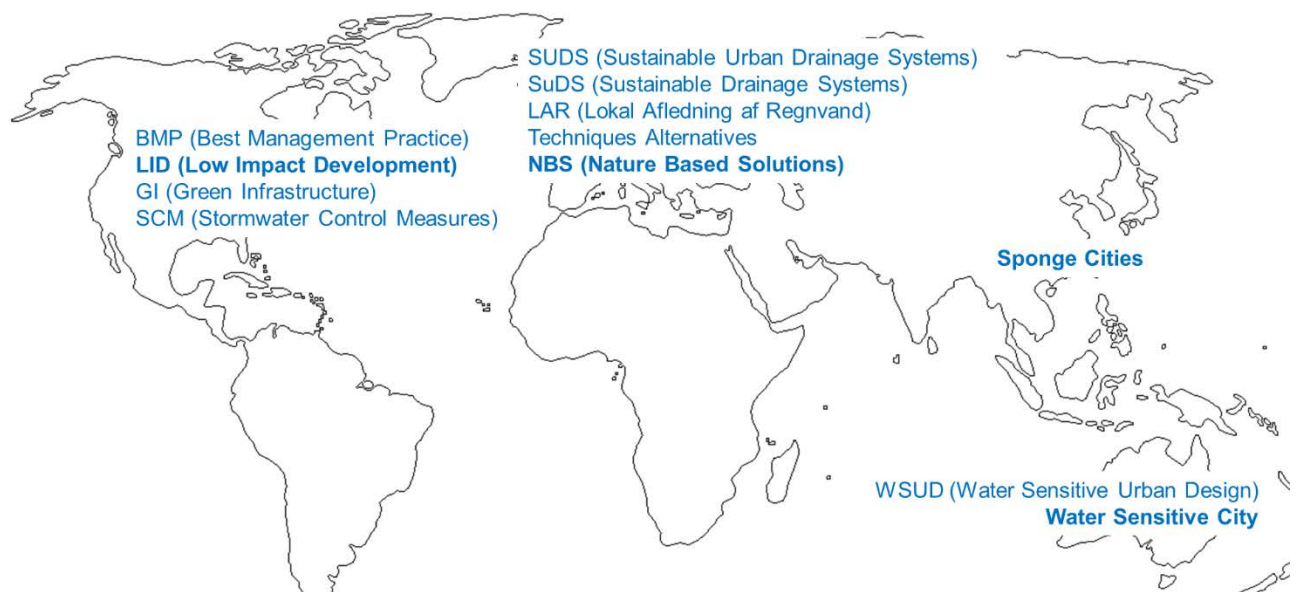 SUDS (Sustainable Urban Drainage Systems)
SuDS (Sustainable Drainage Systems)
LAR (Lokal Afledning af Regnvand)
Techniques Alternatives
NBS (Nature Based Solutions)
BMP (Best Management Practice)
LID (Low Impact Development)
GI (Green Infrastructure)
SCM (Stormwater Control Measures)
Sponge Cities
WSUD (Water Sensitive Urban Design)
Water Sensitive City